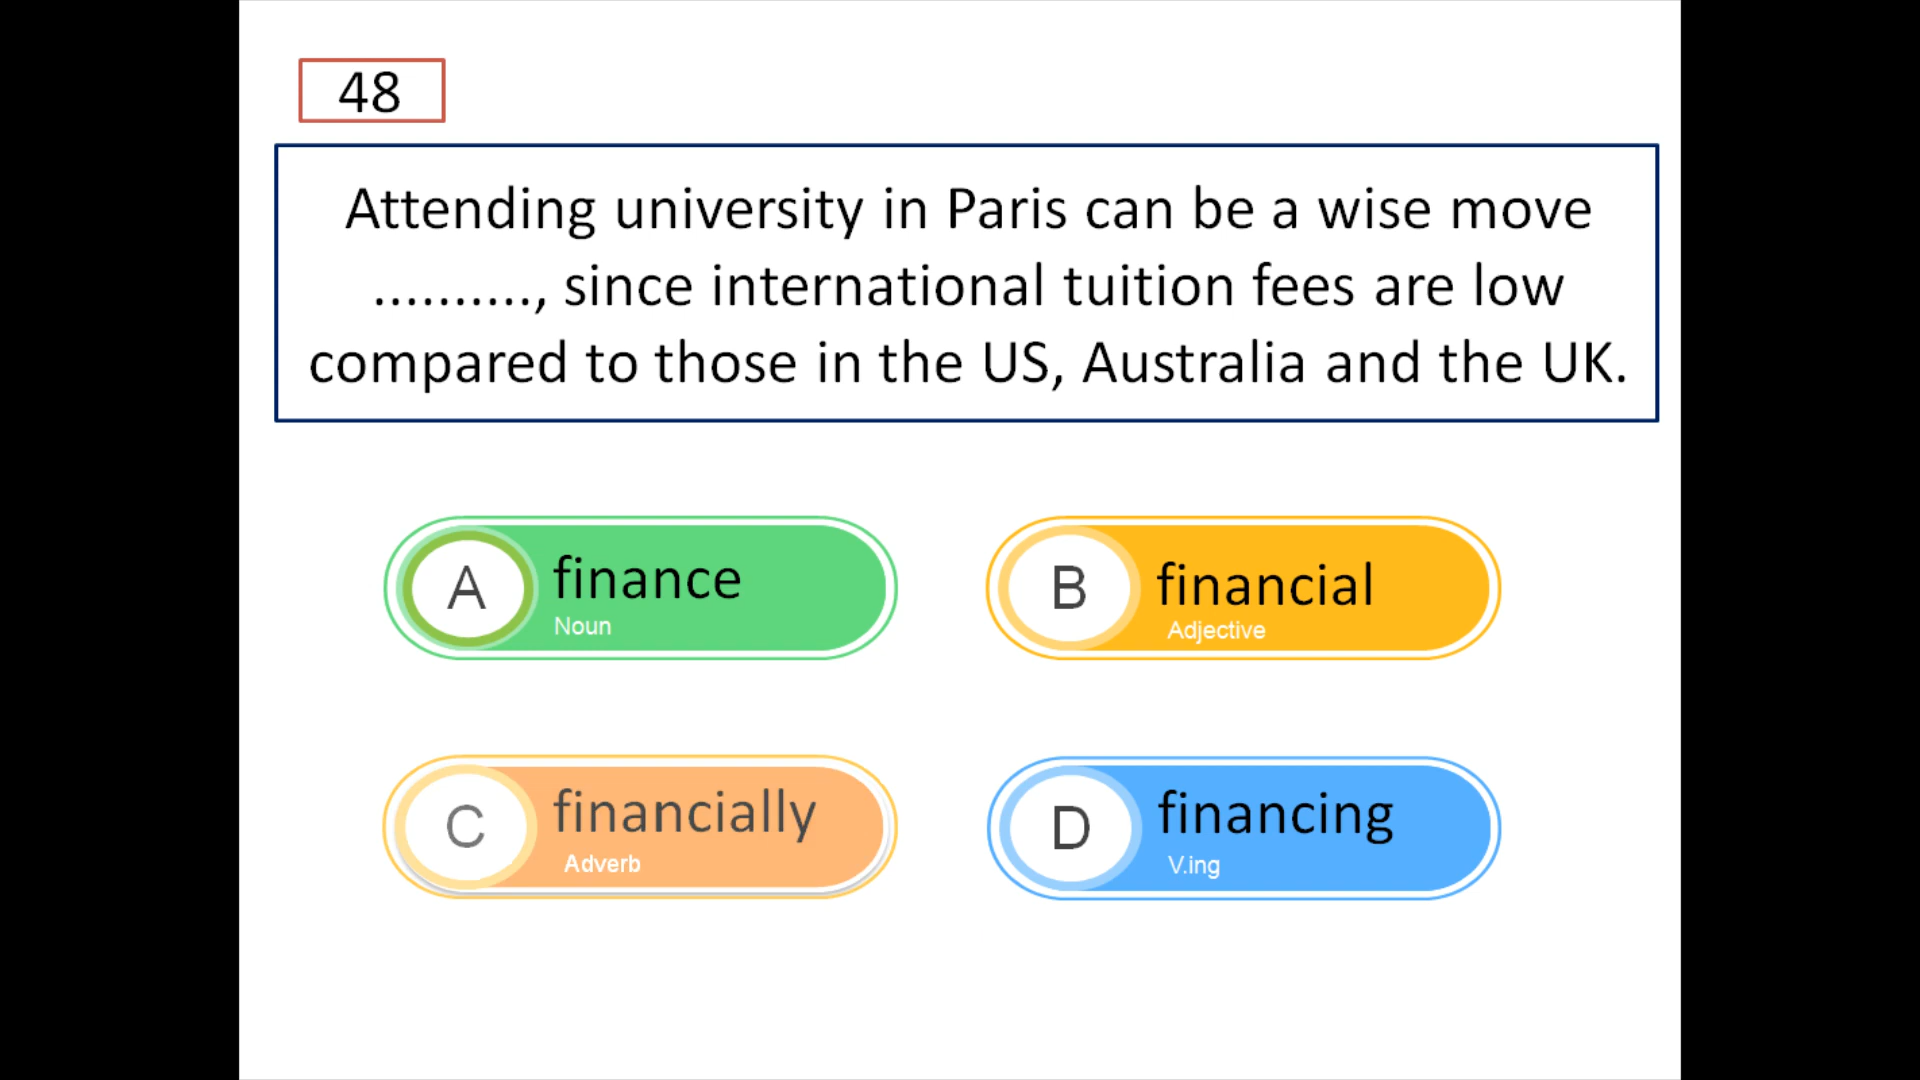 48
Attending university in Paris can be a wise move
.........., since international tuition fees are low
compared to those in the US, Australia and the UK.
A finance
Noun
B financial
Adjective
C financially
Adverb
D financing
V.ing